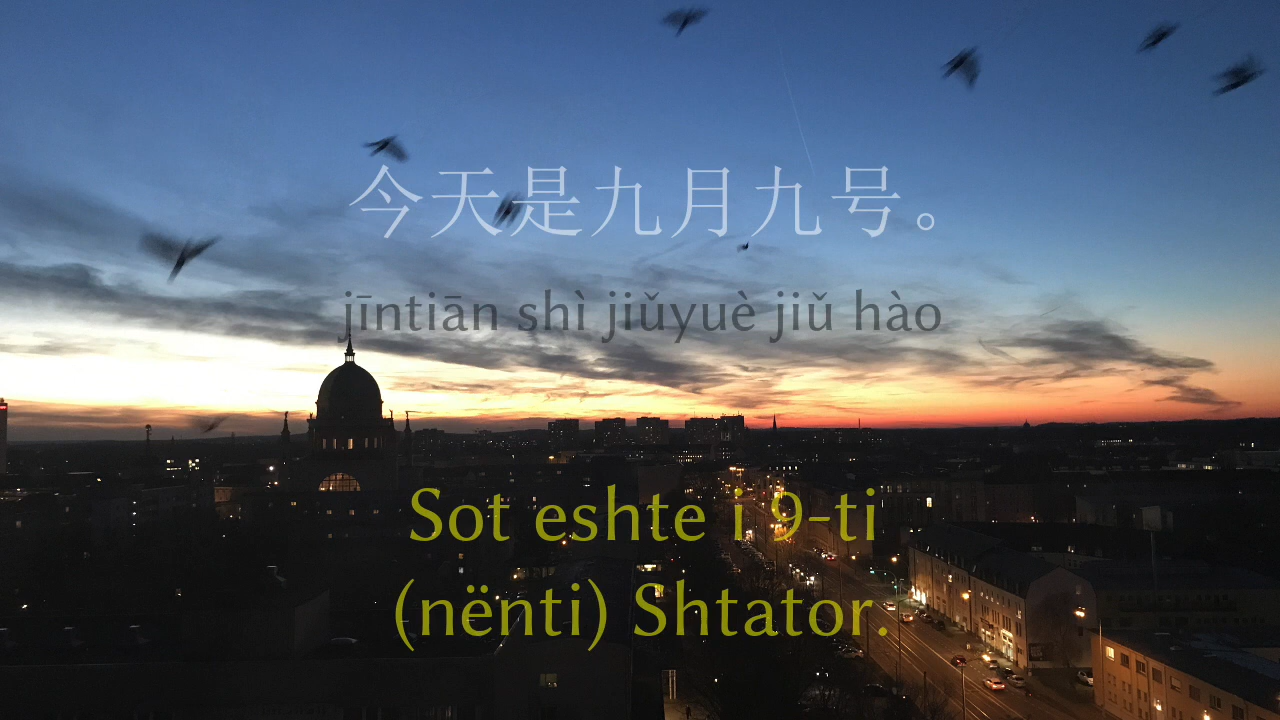 今天是九月九号。
jīntiān shì jiǔyuè jiǔ hào
Sot eshte i 9-ti
(nënti) Shtator.